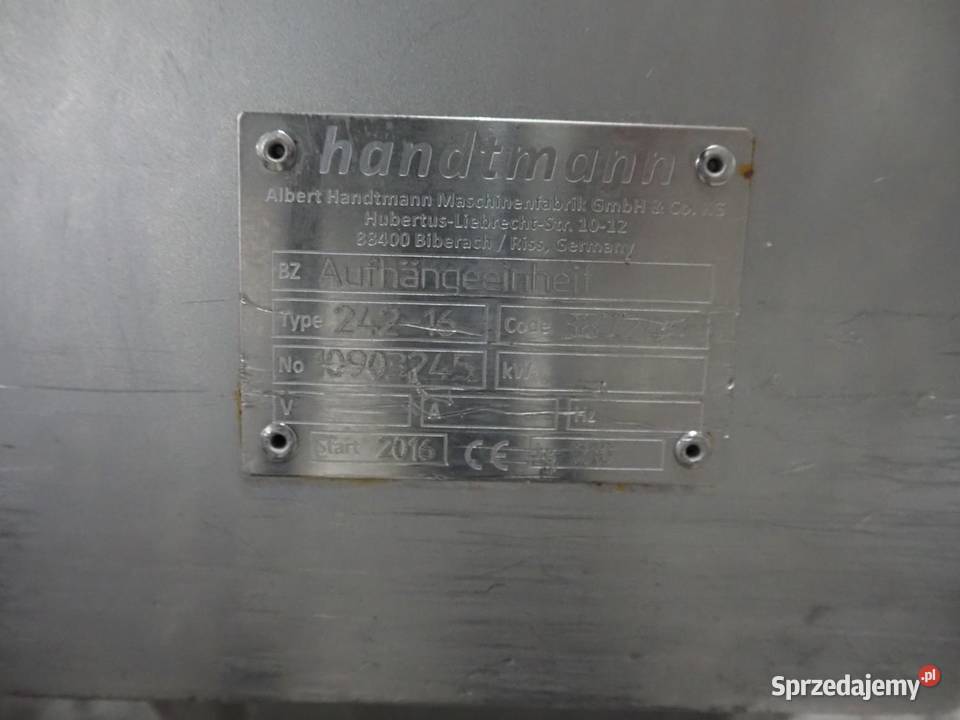 handtmann
Albert Handtmann Maschinenfabrik GmbH & Co. KG
Hubertus-Liebrecht-Str. 10-12
88400 Biberach / Riss, Germany
BZ Aufhängeeinheit
Type 242-16 Code
No kVA
V A Hz
Start 2016 CE
Sprzedajemy.pl